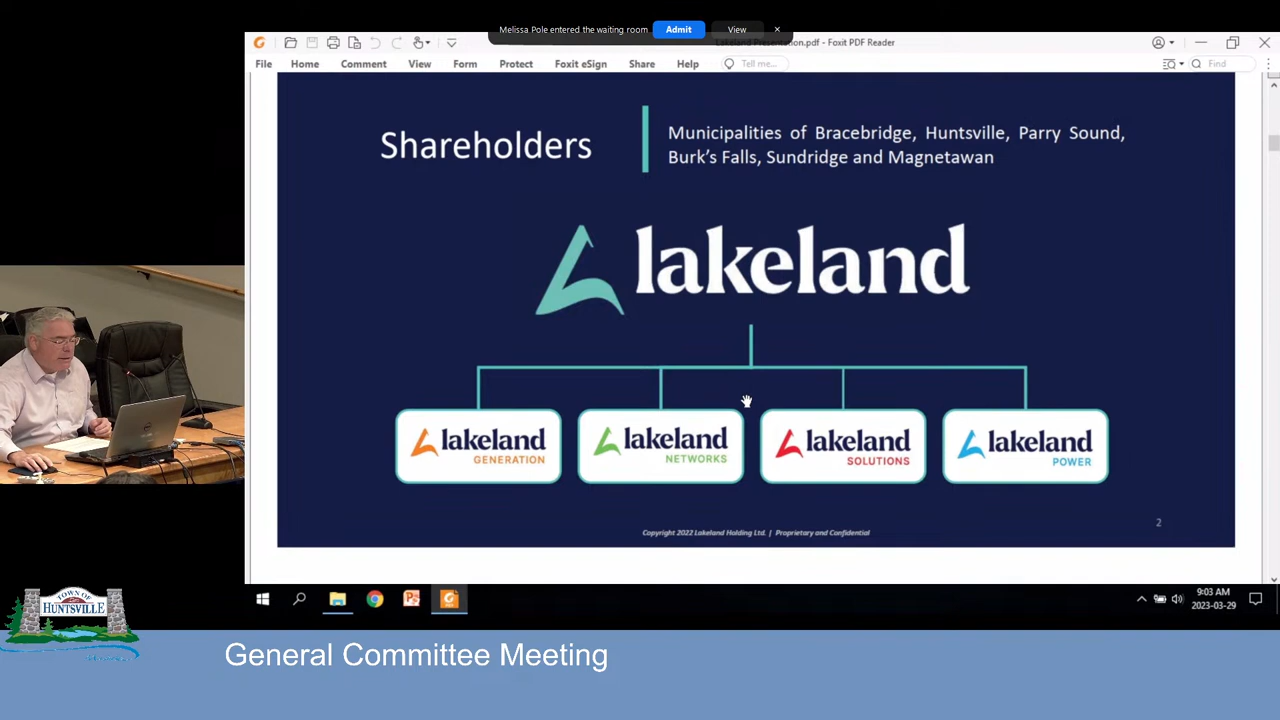 Melissa Pole entered the waiting room
Admit
View
Lakeland Presentation.pdf - Foxit PDF Reader
File
Home
Comment
View
Form
Protect
Foxit eSign
Share
Help
Tell me...
Find
Shareholders
Municipalities of Bracebridge, Huntsville, Parry Sound,
Burk's Falls, Sundridge and Magnetawan
lakeland
lakeland
GENERATION
lakeland
NETWORKS
lakeland
SOLUTIONS
lakeland
POWER
Copyright 2022 Lakeland Holding Ltd. | Proprietary and Confidential
2
9:03 AM
2023-03-29
TOWN OF
HUNTSVILLE
General Committee Meeting